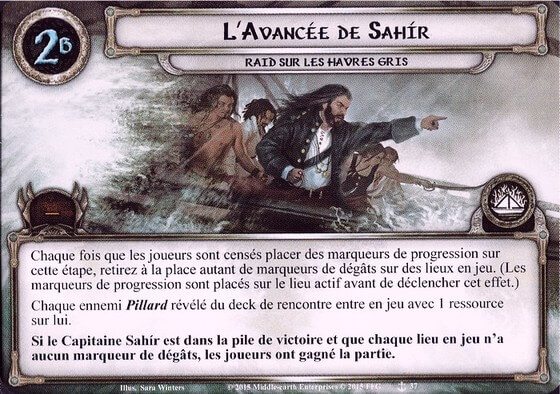 2B
L'Avancée de Sahír
Raid sur les Havres Gris
–
Chaque fois que les joueurs sont censés placer des marqueurs de progression sur
cette étape, retirez à la place autant de marqueurs de dégâts sur des lieux en jeu. (Les
marqueurs de progression sont placés sur le lieu actif avant de déclencher cet effet.)
Chaque ennemi Pillard révélé du deck de rencontre entre en jeu avec 1 ressource
sur lui.
Si le Capitaine Sahír est dans la pile de victoire et que chaque lieu en jeu n'a
aucun marqueur de dégâts, les joueurs ont gagné la partie.
Illus. Sara Winters © 2015 Middle-earth Enterprises © 2015 FFG 37